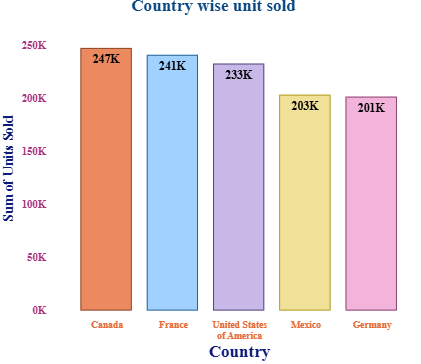 Country wise unit sold
250K
200K
150K
100K
50K
0K
Sum of Units Sold
247K
241K
233K
203K
201K
Canada
France
United States
of America
Mexico
Germany
Country